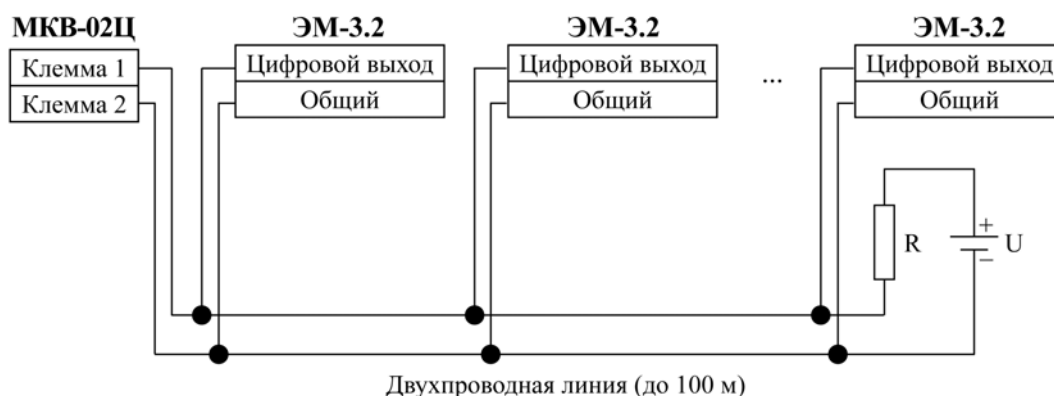 МКВ-02Ц ЭМ-3.2 ЭМ-3.2 ЭМ-3.2
Клемма 1 Цифровой выход Цифровой выход ... Цифровой выход
Клемма 2 Общий Общий Общий
+
R U
−
Двухпроводная линия (до 100 м)